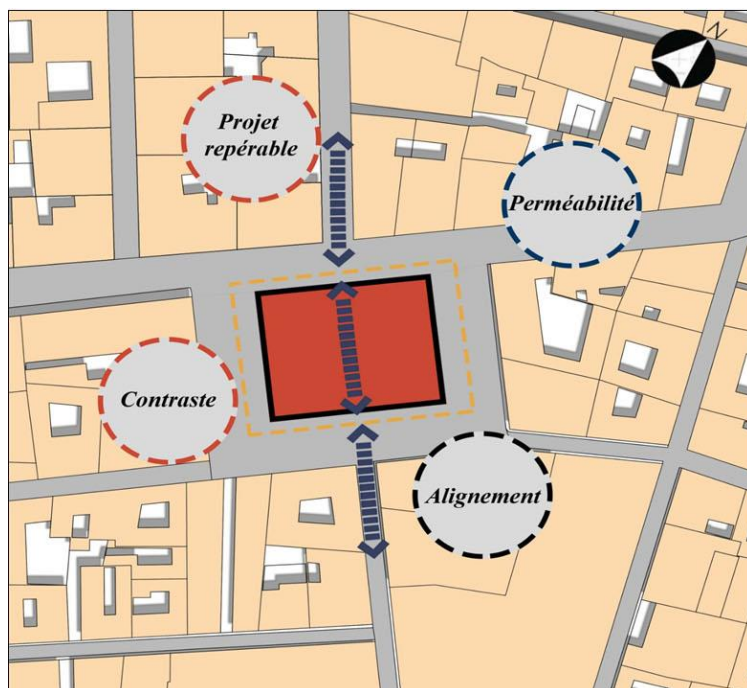 N
Projet
repérable
Perméabilité
Contraste
Alignement